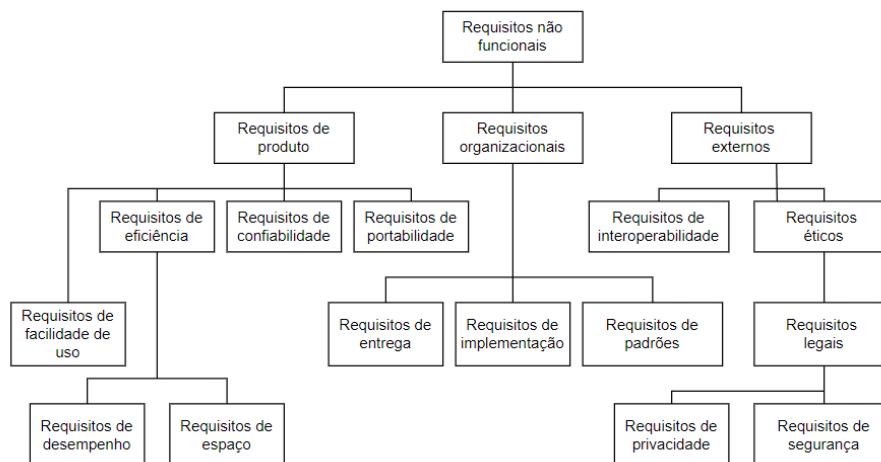 Requisitos não
funcionais
Requisitos de
produto
Requisitos
organizacionais
Requisitos
externos
Requisitos de
eficiência
Requisitos de
confiabilidade
Requisitos de
portabilidade
Requisitos de
interoperabilidade
Requisitos
éticos
Requisitos de
facilidade de
uso
Requisitos de
entrega
Requisitos de
implementação
Requisitos de
padrões
Requisitos
legais
Requisitos de
desempenho
Requisitos de
espaço
Requisitos de
privacidade
Requisitos de
segurança